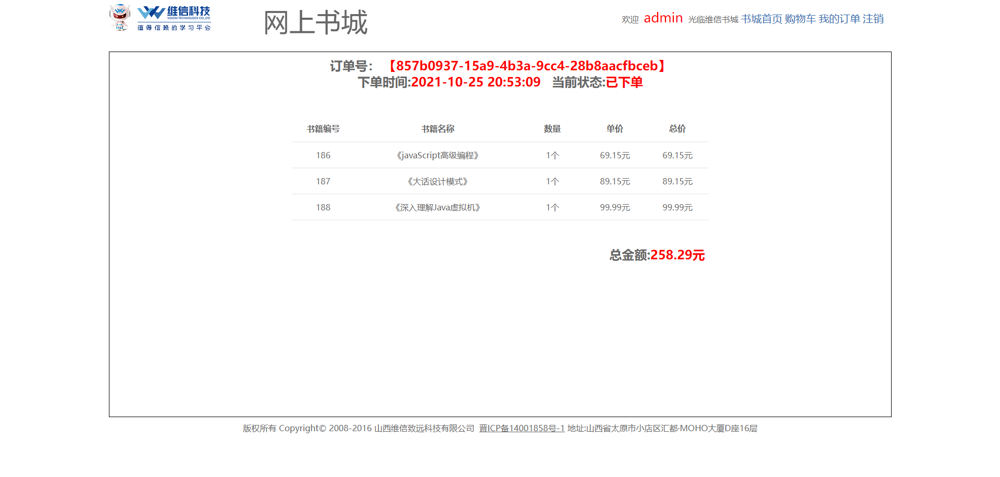 维信科技
VISION TECHNOLOGY CO.,LTD
值得信赖的学习平台
网上书城
欢迎 admin 光临维信书城 书城首页 购物车 我的订单 注销
订单号： 【857b0937-15a9-4b3a-9cc4-28b8aacfbceb】
下单时间:2021-10-25 20:53:09 当前状态:已下单
书籍编号 书籍名称 数量 单价 总价
186 《javaScript高级编程》 1个 69.15元 69.15元
187 《大话设计模式》 1个 89.15元 89.15元
188 《深入理解Java虚拟机》 1个 99.99元 99.99元
总金额:258.29元
版权所有 Copyright© 2008-2016 山西维信致远科技有限公司 晋ICP备14001858号-1 地址:山西省太原市小店区汇都·MOHO大厦D座16层